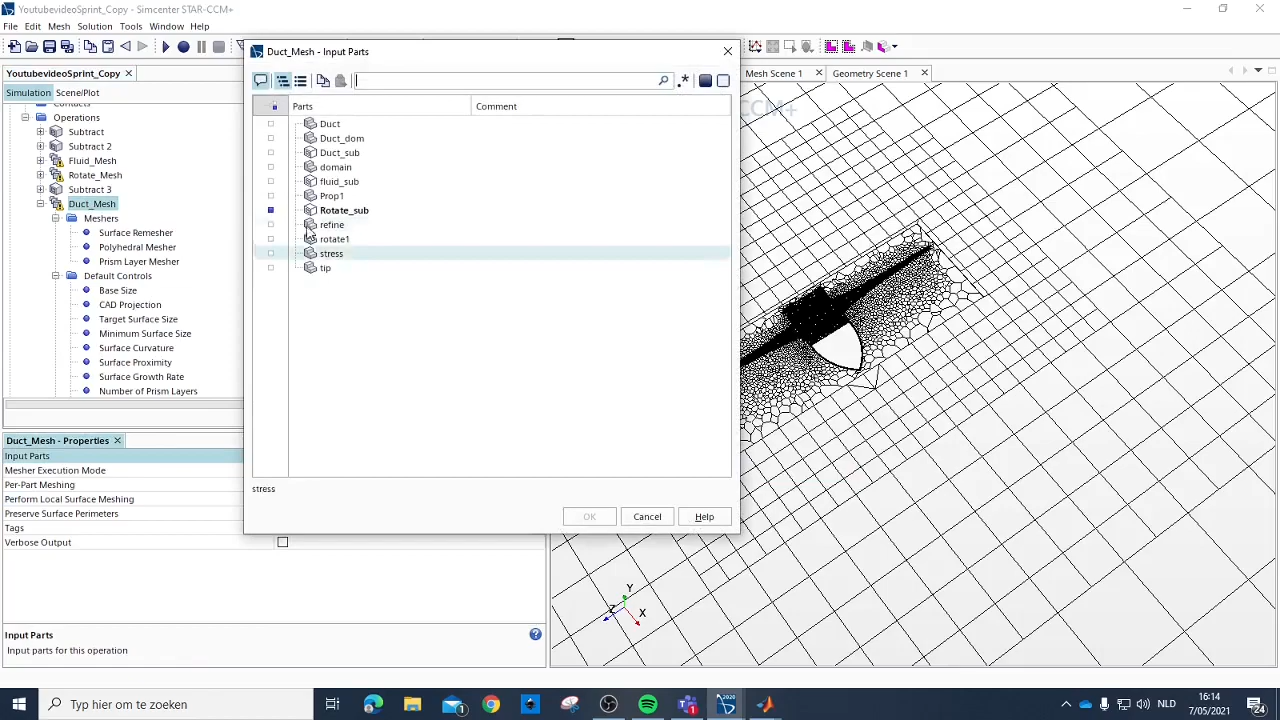 YoutubevideoSprint_Copy - Simcenter STAR-CCM+
File Edit Mesh Solution Tools Window Help
YoutubevideoSprint_Copy
Simulation Scene/Plot
Contacts
Operations
Subtract
Subtract 2
Fluid_Mesh
Rotate_Mesh
Subtract 3
Duct_Mesh
Meshers
Surface Remesher
Polyhedral Mesher
Prism Layer Mesher
Default Controls
Base Size
CAD Projection
Target Surface Size
Minimum Surface Size
Surface Curvature
Surface Proximity
Surface Growth Rate
Number of Prism Layers
Duct_Mesh - Properties
Input Parts
Mesher Execution Mode
Per-Part Meshing
Perform Local Surface Meshing
Preserve Surface Perimeters
Tags
Verbose Output
Input Parts
Input parts for this operation
Duct_Mesh - Input Parts
Parts Comment
Duct
Duct_dom
Duct_sub
domain
fluid_sub
Prop1
Rotate_sub
refine
rotate1
stress
tip
stress
OK Cancel Help
Mesh Scene 1 Geometry Scene 1
CCM+
Y
Z
X
Typ hier om te zoeken
1
2020
1
NLD
16:14
7/05/2021
24